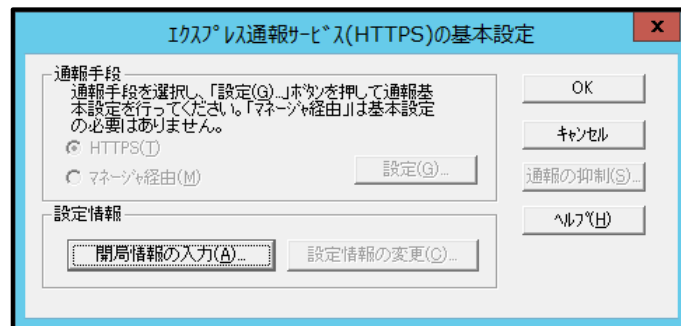 ｴｸｽﾌﾟﾚｽ通報ｻｰﾋﾞｽ(HTTPS)の基本設定
x
通報手段
通報手段を選択し、｢設定(G)...｣ﾎﾞﾀﾝを押して通報基
本設定を行ってください。｢ﾏﾈｰｼﾞｬ経由｣は基本設定
の必要はありません。
HTTPS(T)
ﾏﾈｰｼﾞｬ経由(M)
設定(G)...
設定情報
開局情報の入力(A)...
設定情報の変更(C)...
OK
ｷｬﾝｾﾙ
通報の抑制(S)...
ﾍﾙﾌﾟ(H)